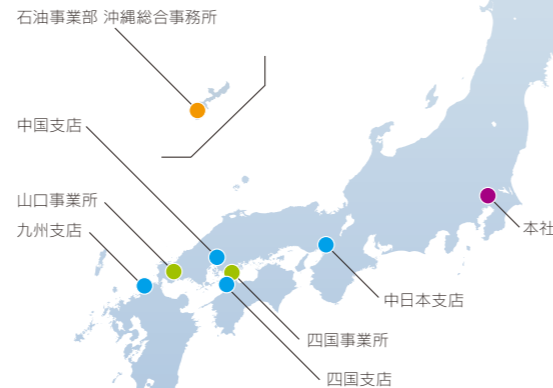 石油事業部 沖縄総合事務所
中国支店
山口事業所
九州支店
本社
中日本支店
四国事業所
四国支店